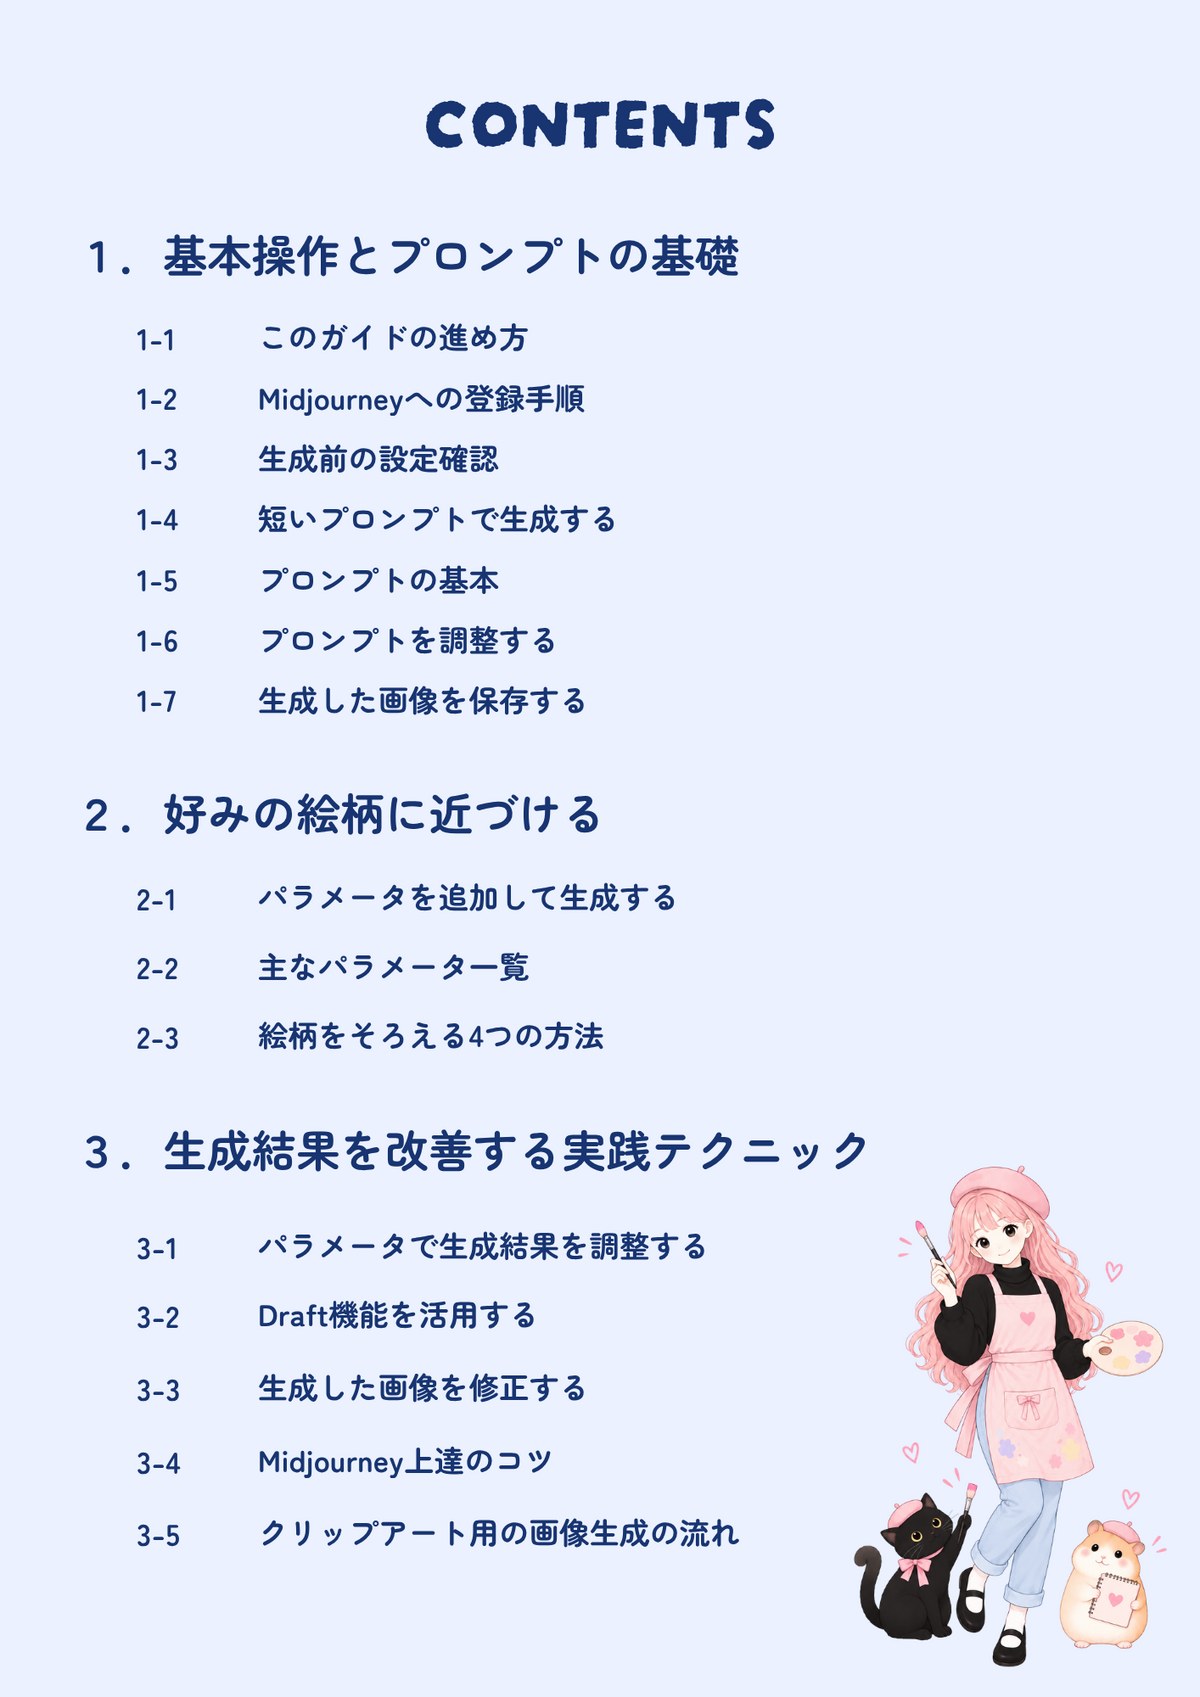 CONTENTS
1. 基本操作とプロンプトの基礎
1-1 このガイドの進め方
1-2 Midjourneyへの登録手順
1-3 生成前の設定確認
1-4 短いプロンプトで生成する
1-5 プロンプトの基本
1-6 プロンプトを調整する
1-7 生成した画像を保存する
2. 好みの絵柄に近づける
2-1 パラメータを追加して生成する
2-2 主なパラメータ一覧
2-3 絵柄をそろえる4つの方法
3. 生成結果を改善する実践テクニック
3-1 パラメータで生成結果を調整する
3-2 Draft機能を活用する
3-3 生成した画像を修正する
3-4 Midjourney上達のコツ
3-5 クリップアート用の画像生成の流れ